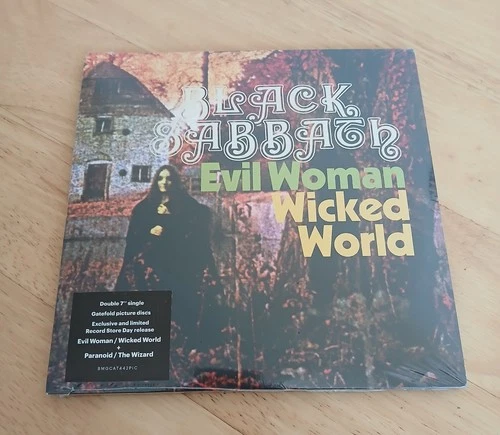 BLACK
SABBATH
Evil Woman
Wicked
World
Double 7" single
Gatefold picture discs
Exclusive and limited
Record Store Day release
Evil Woman / Wicked World
+
Paranoid / The Wizard
BMGCAT442PIC